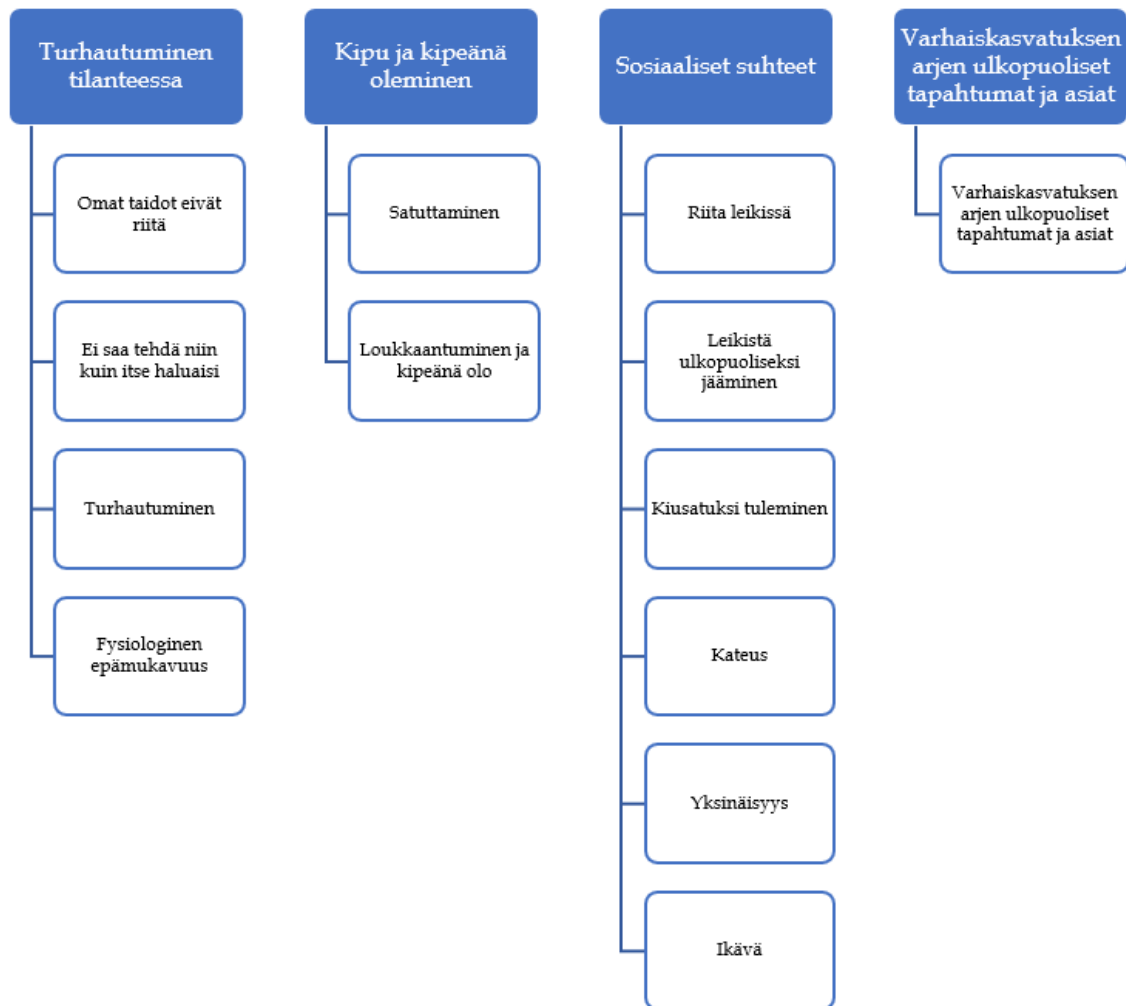 Turhautuminen
tilanteessa
Omat taidot eivät
riitä
Ei saa tehdä niin
kuin itse haluaisi
Turhautuminen
Fysiologinen
epämukavuus
Kipu ja kipeänä
oleminen
Satuttaminen
Loukkaantuminen ja
kipeänä olo
Sosiaaliset suhteet
Riita leikissä
Leikistä
ulkopuoliseksi
jääminen
Kiusatuksi tuleminen
Kateus
Yksinäisyys
Ikävä
Varhaiskasvatuksen
arjen ulkopuoliset
tapahtumat ja asiat
Varhaiskasvatuksen
arjen ulkopuoliset
tapahtumat ja asiat